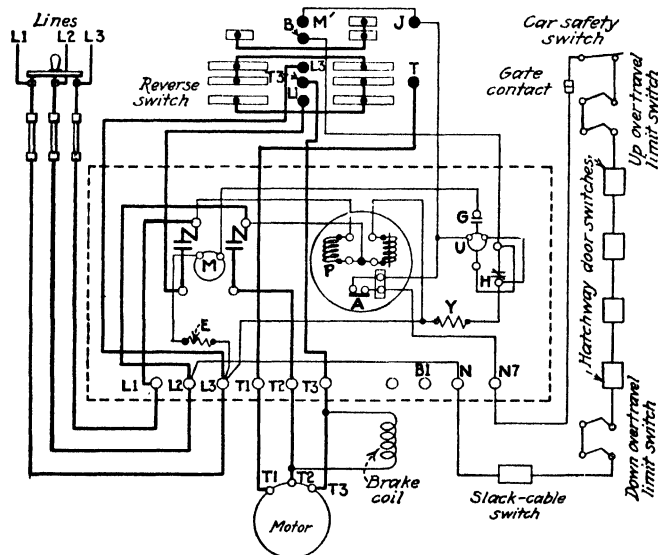 Lines
L1 L2 L3
B M′ J
Car safety
switch
Gate
contact
Reverse
switch
T3 L3 T
L1
Up overtravel
limit switch
Hatchway door switches
G
U
M
P
A
H
Y
E
L1 L2 L3 T1 T2 T3 B1 N N7
T1 T2 T3
Brake
coil
Motor
Slack-cable
switch
Down overtravel
limit switch